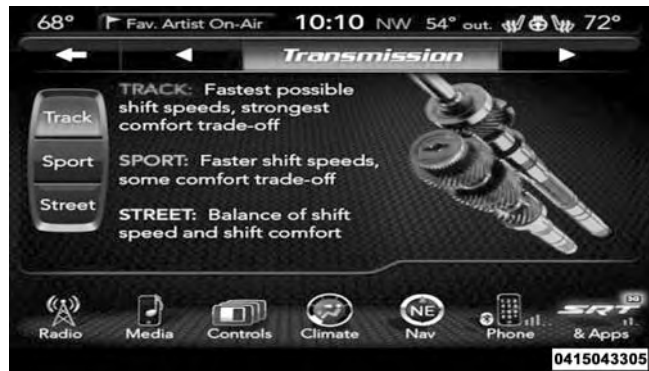 68° Fav. Artist On-Air 10:10 NW 54° out. 72°
Transmission
Track
Sport
Street
TRACK: Fastest possible
shift speeds, strongest
comfort trade-off
SPORT: Faster shift speeds,
some comfort trade-off
STREET: Balance of shift
speed and shift comfort
NE
SRT
Radio Media Controls Climate Nav Phone & Apps
0415043305